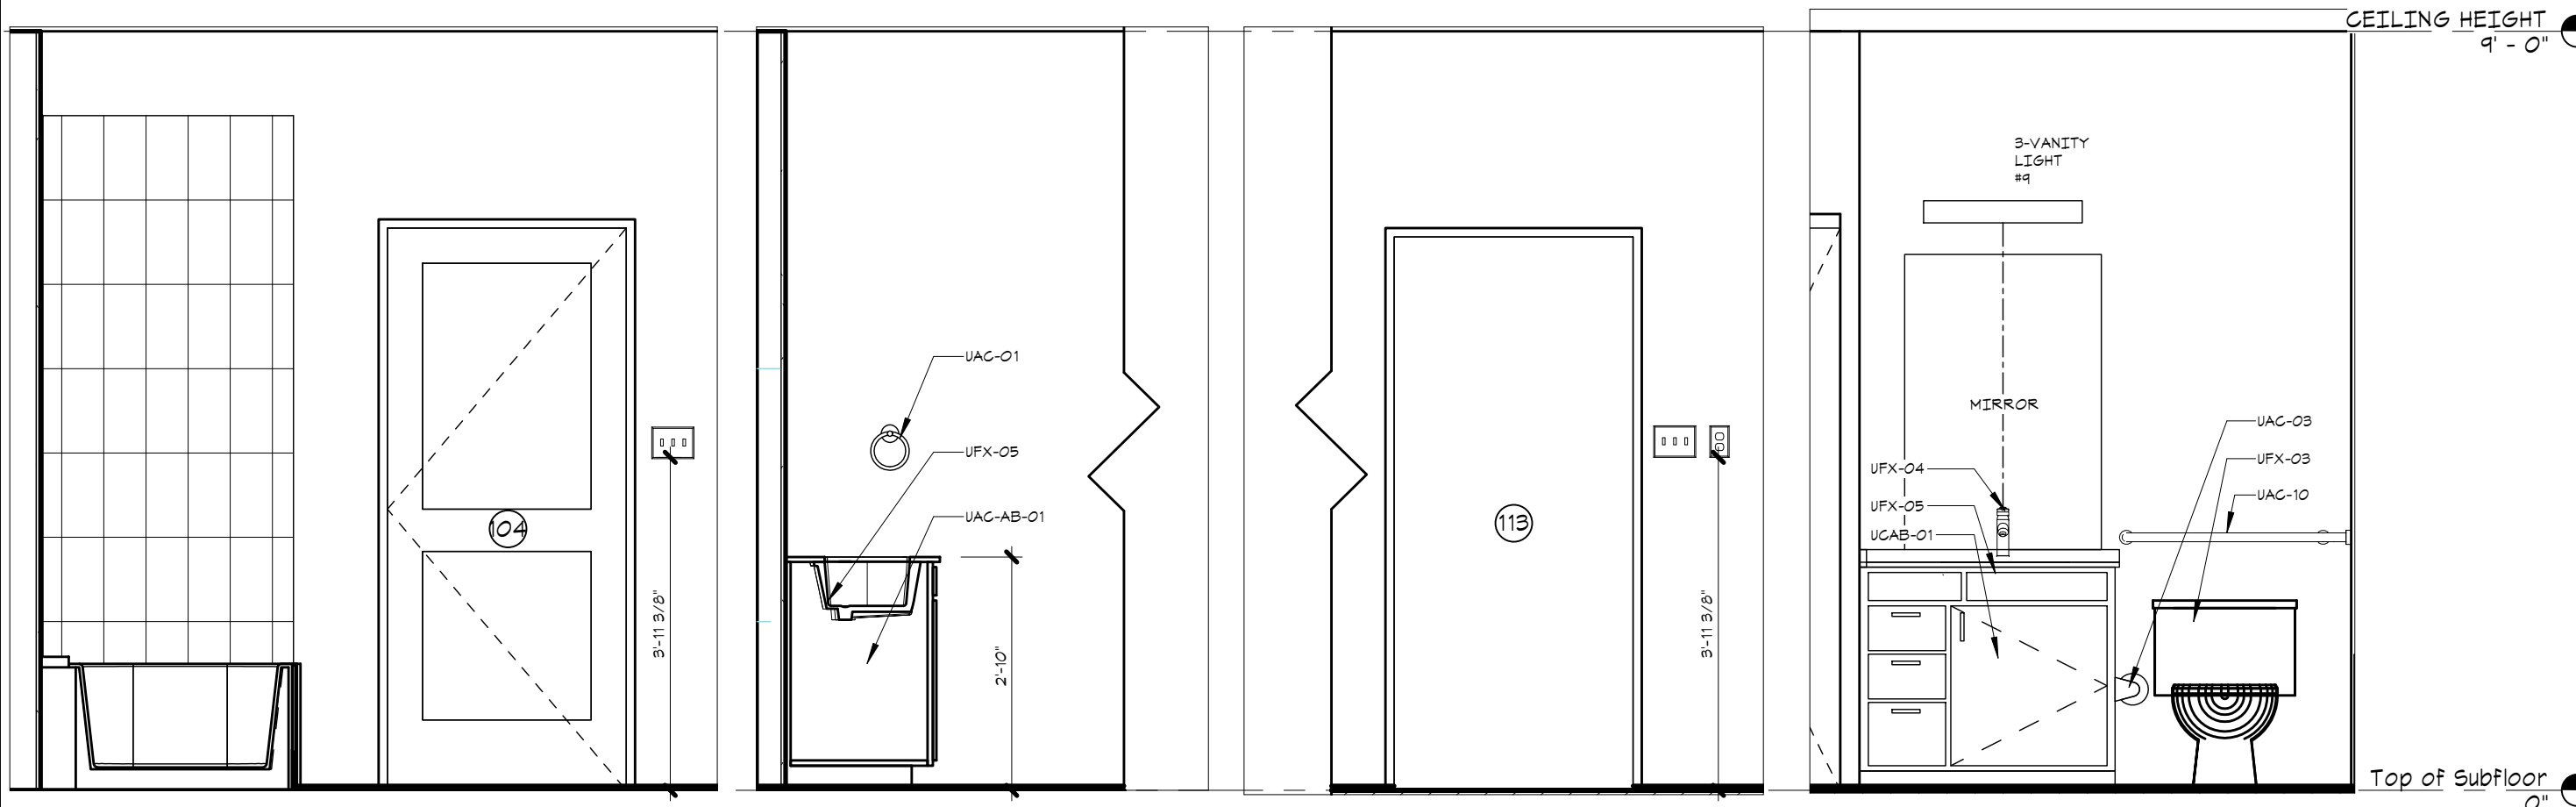 CEILING HEIGHT
9' - 0"
3-VANITY
LIGHT
#9
MIRROR
104
3'-11 3/8"
UAC-01
UFX-05
UAC-AB-01
2'-10"
113
3'-11 3/8"
UFX-04
UFX-05
UCAB-01
UAC-03
UFX-03
UAC-10
Top of Subfloor
0"